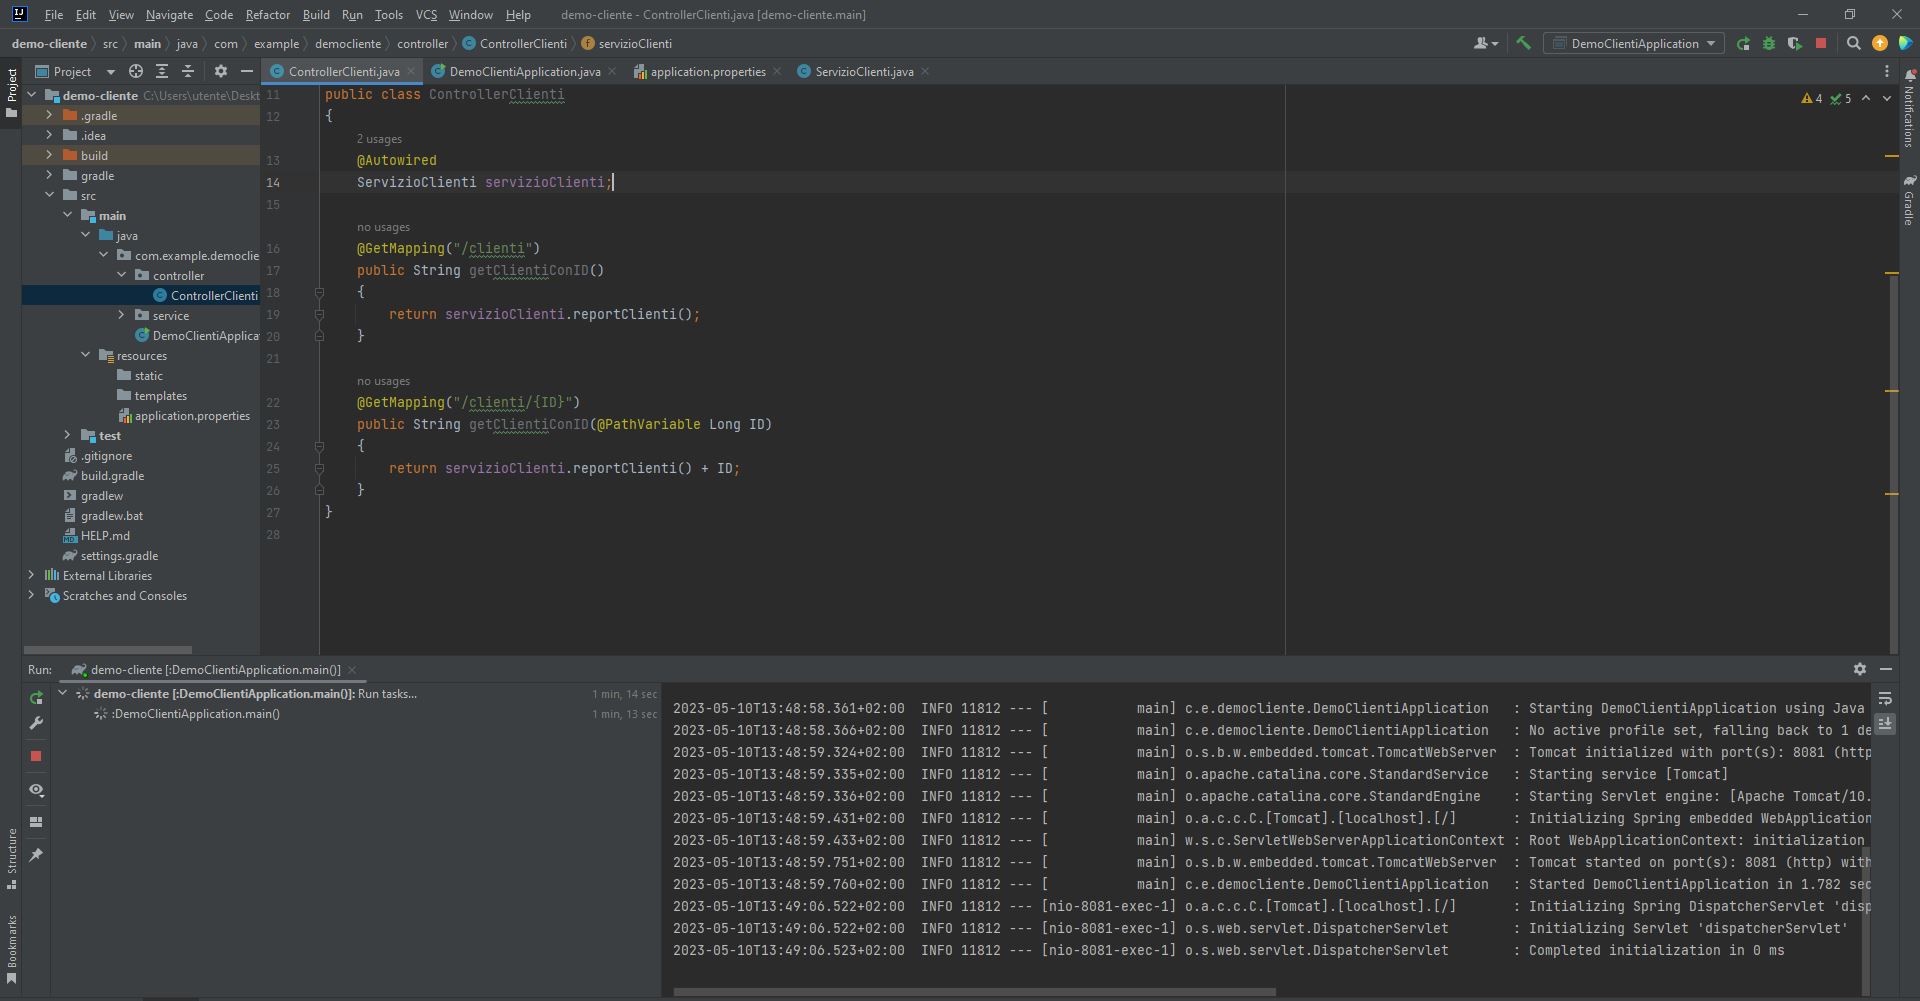 File Edit View Navigate Code Refactor Build Run Tools VCS Window Help demo-cliente - ControllerClienti.java [demo-cliente.main]
demo-cliente src main java com example democliente controller ControllerClienti servizioClienti
DemoClientiApplication
Project
ControllerClienti.java DemoClientiApplication.java application.properties ServizioClienti.java
Project
Structure
Bookmarks
Notifications
Gradle
demo-cliente C:\Users\utente\Deskt
.gradle
.idea
build
gradle
src
main
java
com.example.democlie
controller
ControllerClienti
service
DemoClientiApplica
resources
static
templates
application.properties
test
.gitignore
build.gradle
gradlew
gradlew.bat
HELP.md
settings.gradle
External Libraries
Scratches and Consoles
4 5
11 public class ControllerClienti
12 {
2 usages
13 @Autowired
14 ServizioClienti servizioClienti;
15
no usages
16 @GetMapping("/clienti")
17 public String getClientiConID()
18 {
19 return servizioClienti.reportClienti();
20 }
21
no usages
22 @GetMapping("/clienti/{ID}")
23 public String getClientiConID(@PathVariable Long ID)
24 {
25 return servizioClienti.reportClienti() + ID;
26 }
27 }
28
Run: demo-cliente [:DemoClientiApplication.main()]
demo-cliente [:DemoClientiApplication.main()]: Run tasks... 1 min, 14 sec
:DemoClientiApplication.main() 1 min, 13 sec
2023-05-10T13:48:58.361+02:00 INFO 11812 --- [ main] c.e.democliente.DemoClientiApplication : Starting DemoClientiApplication using Java
2023-05-10T13:48:58.366+02:00 INFO 11812 --- [ main] c.e.democliente.DemoClientiApplication : No active profile set, falling back to 1 de
2023-05-10T13:48:59.324+02:00 INFO 11812 --- [ main] o.s.b.w.embedded.tomcat.TomcatWebServer : Tomcat initialized with port(s): 8081 (http
2023-05-10T13:48:59.335+02:00 INFO 11812 --- [ main] o.apache.catalina.core.StandardService : Starting service [Tomcat]
2023-05-10T13:48:59.336+02:00 INFO 11812 --- [ main] o.apache.catalina.core.StandardEngine : Starting Servlet engine: [Apache Tomcat/10.
2023-05-10T13:48:59.431+02:00 INFO 11812 --- [ main] o.a.c.c.C.[Tomcat].[localhost].[/] : Initializing Spring embedded WebApplication
2023-05-10T13:48:59.433+02:00 INFO 11812 --- [ main] w.s.c.ServletWebServerApplicationContext : Root WebApplicationContext: initialization
2023-05-10T13:48:59.751+02:00 INFO 11812 --- [ main] o.s.b.w.embedded.tomcat.TomcatWebServer : Tomcat started on port(s): 8081 (http) with
2023-05-10T13:48:59.760+02:00 INFO 11812 --- [ main] c.e.democliente.DemoClientiApplication : Started DemoClientiApplication in 1.782 sec
2023-05-10T13:49:06.522+02:00 INFO 11812 --- [nio-8081-exec-1] o.a.c.c.C.[Tomcat].[localhost].[/] : Initializing Spring DispatcherServlet 'disp
2023-05-10T13:49:06.522+02:00 INFO 11812 --- [nio-8081-exec-1] o.s.web.servlet.DispatcherServlet : Initializing Servlet 'dispatcherServlet'
2023-05-10T13:49:06.523+02:00 INFO 11812 --- [nio-8081-exec-1] o.s.web.servlet.DispatcherServlet : Completed initialization in 0 ms